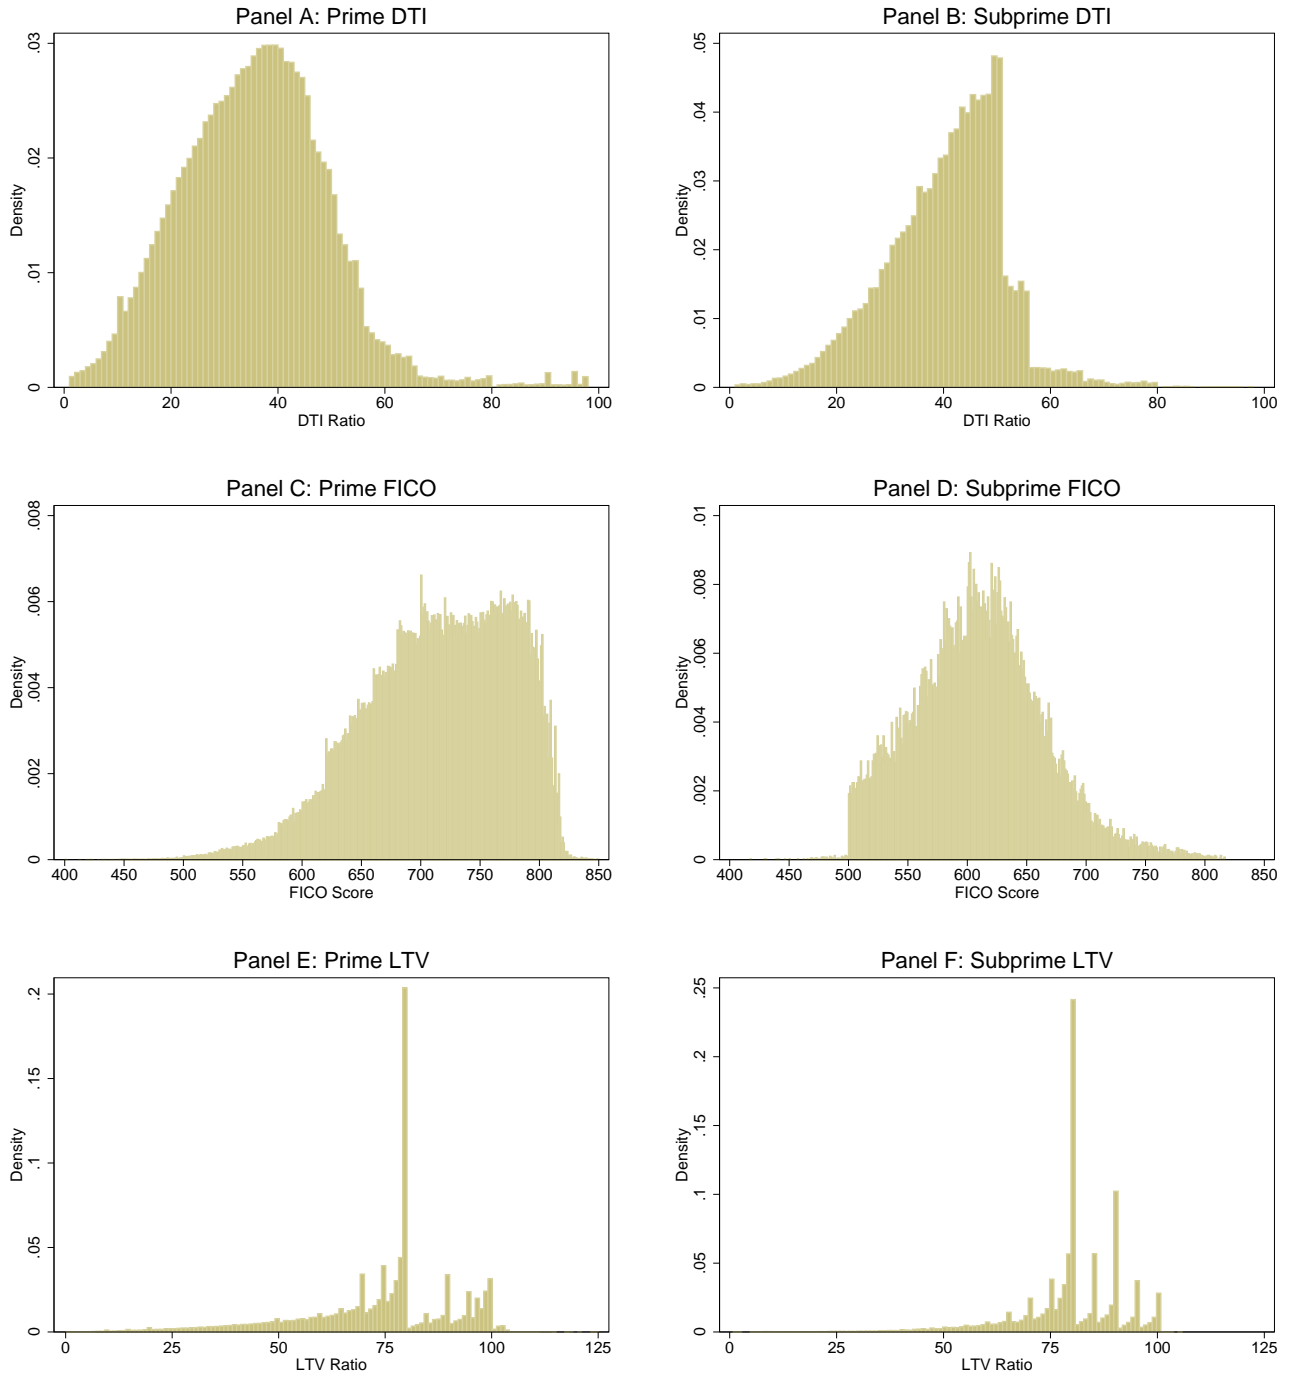 Panel A: Prime DTI
Density
0 .01 .02 .03
0 20 40 60 80 100
DTI Ratio
Panel B: Subprime DTI
Density
0 .01 .02 .03 .04 .05
0 20 40 60 80 100
DTI Ratio
Panel C: Prime FICO
Density
0 .002 .004 .006 .008
400 450 500 550 600 650 700 750 800 850
FICO Score
Panel D: Subprime FICO
Density
0 .002 .004 .006 .008 .01
400 450 500 550 600 650 700 750 800 850
FICO Score
Panel E: Prime LTV
Density
0 .05 .1 .15 .2
0 25 50 75 100 125
LTV Ratio
Panel F: Subprime LTV
Density
0 .05 .1 .15 .2 .25
0 25 50 75 100 125
LTV Ratio